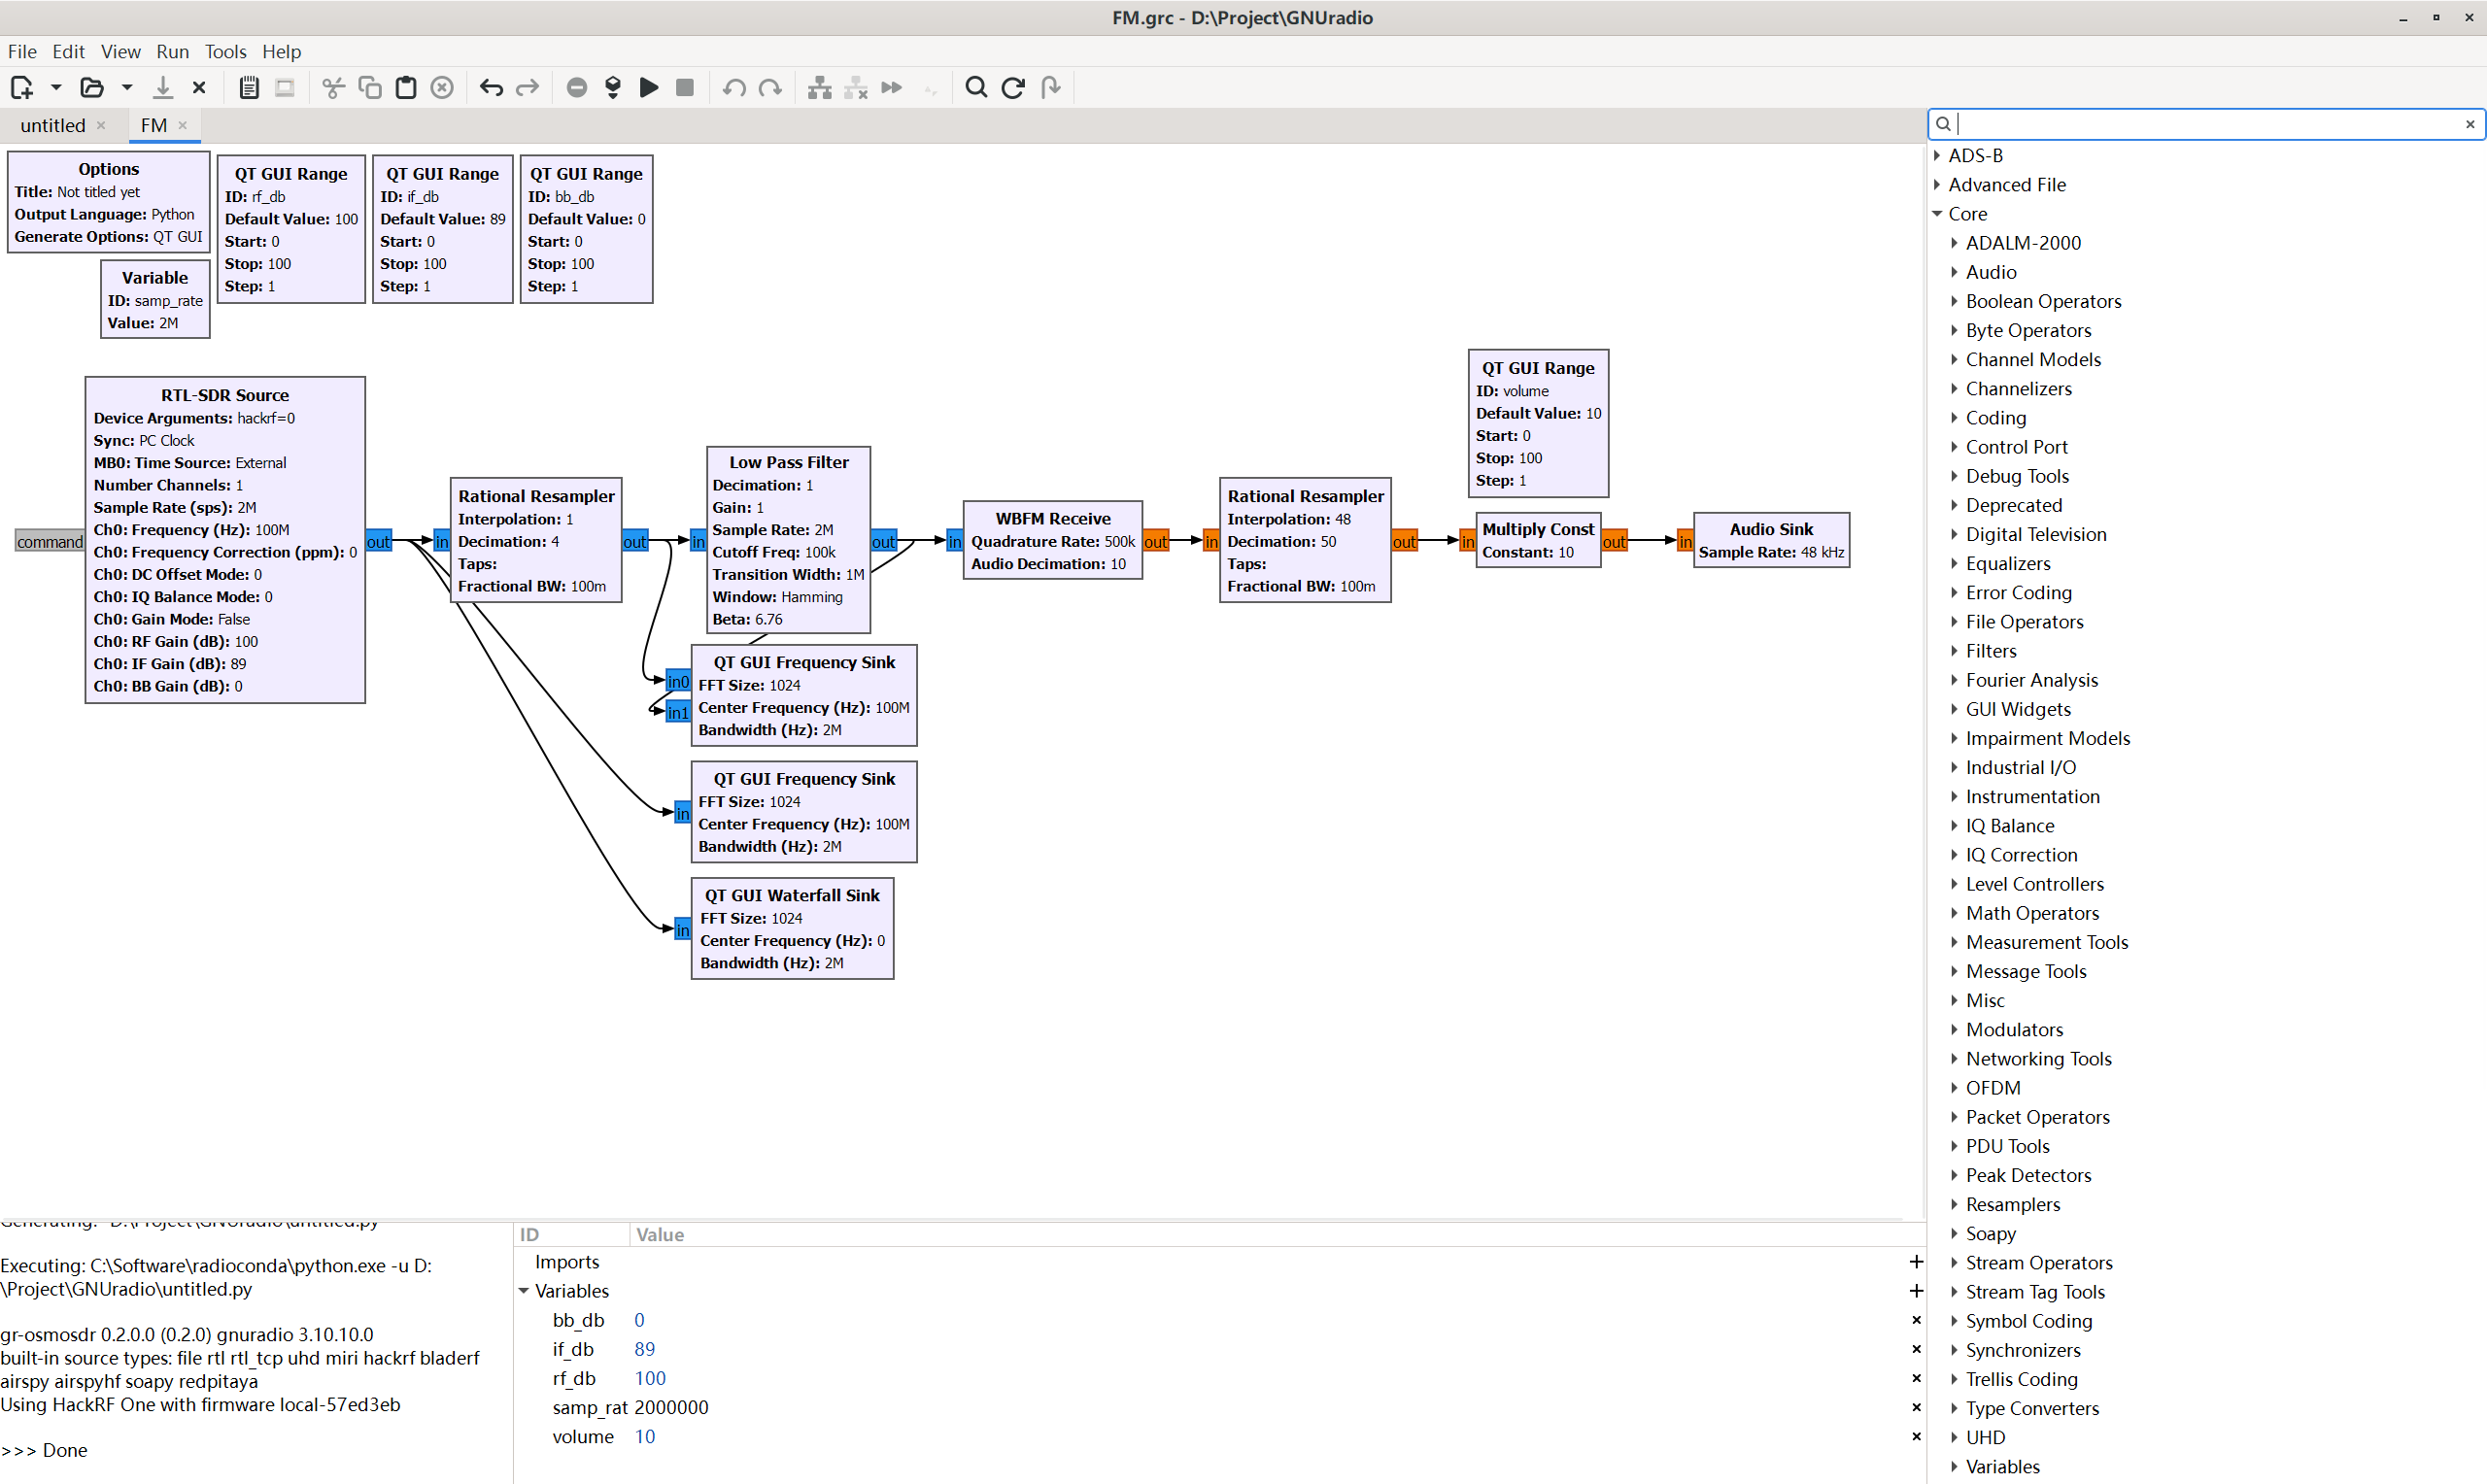 FM.grc - D:\Project\GNUradio
File Edit View Run Tools Help
untitled
FM
Options
Title: Not titled yet
Output Language: Python
Generate Options: QT GUI
Variable
ID: samp_rate
Value: 2M
QT GUI Range
ID: rf_db
Default Value: 100
Start: 0
Stop: 100
Step: 1
QT GUI Range
ID: if_db
Default Value: 89
Start: 0
Stop: 100
Step: 1
QT GUI Range
ID: bb_db
Default Value: 0
Start: 0
Stop: 100
Step: 1
command
RTL-SDR Source
Device Arguments: hackrf=0
Sync: PC Clock
MB0: Time Source: External
Number Channels: 1
Sample Rate (sps): 2M
Ch0: Frequency (Hz): 100M
Ch0: Frequency Correction (ppm): 0
Ch0: DC Offset Mode: 0
Ch0: IQ Balance Mode: 0
Ch0: Gain Mode: False
Ch0: RF Gain (dB): 100
Ch0: IF Gain (dB): 89
Ch0: BB Gain (dB): 0
out
in
Rational Resampler
Interpolation: 1
Decimation: 4
Taps:
Fractional BW: 100m
out
in
Low Pass Filter
Decimation: 1
Gain: 1
Sample Rate: 2M
Cutoff Freq: 100k
Transition Width: 1M
Window: Hamming
Beta: 6.76
out
in
WBFM Receive
Quadrature Rate: 500k
Audio Decimation: 10
out
in
Rational Resampler
Interpolation: 48
Decimation: 50
Taps:
Fractional BW: 100m
out
QT GUI Range
ID: volume
Default Value: 10
Start: 0
Stop: 100
Step: 1
in
Multiply Const
Constant: 10
out
in
Audio Sink
Sample Rate: 48 kHz
in0
in1
QT GUI Frequency Sink
FFT Size: 1024
Center Frequency (Hz): 100M
Bandwidth (Hz): 2M
in
QT GUI Frequency Sink
FFT Size: 1024
Center Frequency (Hz): 100M
Bandwidth (Hz): 2M
in
QT GUI Waterfall Sink
FFT Size: 1024
Center Frequency (Hz): 0
Bandwidth (Hz): 2M
Generating: "D:\Project\GNUradio\untitled.py"
Executing: C:\Software\radioconda\python.exe -u D:
\Project\GNUradio\untitled.py
gr-osmosdr 0.2.0.0 (0.2.0) gnuradio 3.10.10.0
built-in source types: file rtl rtl_tcp uhd miri hackrf bladerf
airspy airspyhf soapy redpitaya
Using HackRF One with firmware local-57ed3eb
>>> Done
ID Value
Imports
Variables
bb_db 0
if_db 89
rf_db 100
samp_rat 2000000
volume 10
ADS-B
Advanced File
Core
ADALM-2000
Audio
Boolean Operators
Byte Operators
Channel Models
Channelizers
Coding
Control Port
Debug Tools
Deprecated
Digital Television
Equalizers
Error Coding
File Operators
Filters
Fourier Analysis
GUI Widgets
Impairment Models
Industrial I/O
Instrumentation
IQ Balance
IQ Correction
Level Controllers
Math Operators
Measurement Tools
Message Tools
Misc
Modulators
Networking Tools
OFDM
Packet Operators
PDU Tools
Peak Detectors
Resamplers
Soapy
Stream Operators
Stream Tag Tools
Symbol Coding
Synchronizers
Trellis Coding
Type Converters
UHD
Variables